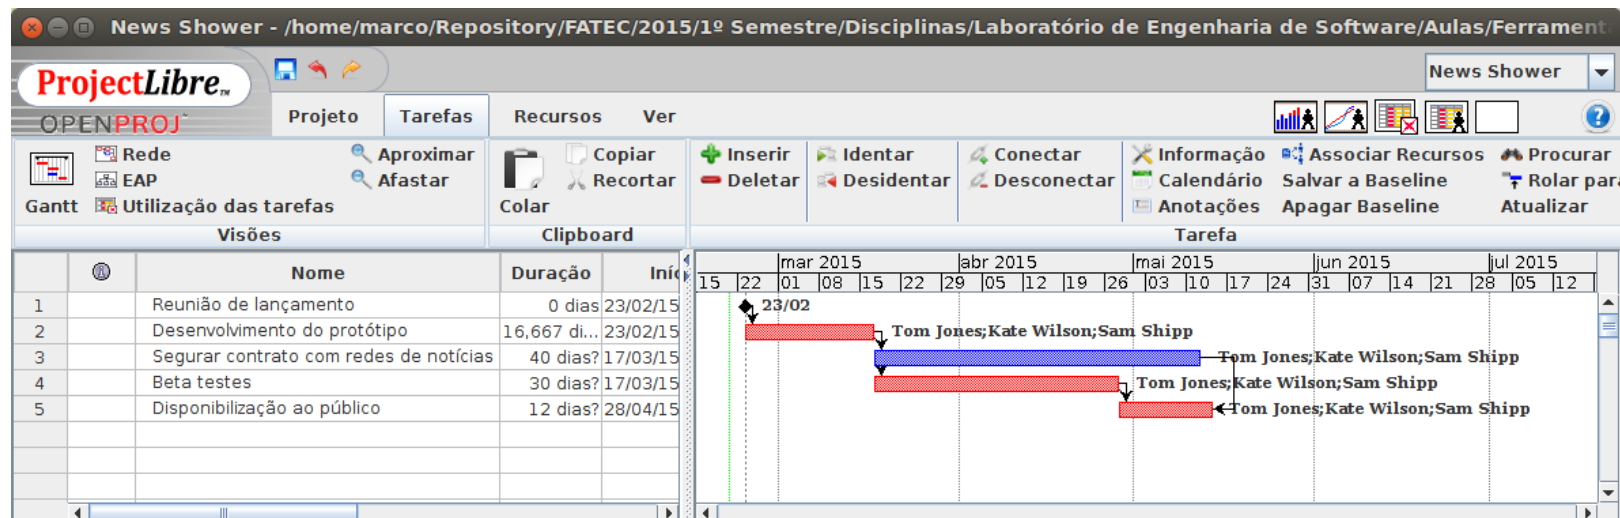 News Shower - /home/marco/Repository/FATEC/2015/1º Semestre/Disciplinas/Laboratório de Engenharia de Software/Aulas/Ferrament
ProjectLibre™
OPENPROJ
News Shower
Projeto Tarefas Recursos Ver
Rede Aproximar Copiar Inserir Identar Conectar Informação Associar Recursos Procurar
EAP Afastar Recortar Deletar Desidentar Desconectar Calendário Salvar a Baseline Rolar par
Gantt Utilização das tarefas Colar Anotações Apagar Baseline Atualizar
Visões Clipboard Tarefa
Nome Duração Iníc
mar 2015 abr 2015 mai 2015 jun 2015 jul 2015
15 22 01 08 15 22 29 05 12 19 26 03 10 17 24 31 07 14 21 28 05 12
1 Reunião de lançamento 0 dias 23/02/15 23/02
2 Desenvolvimento do protótipo 16,667 di... 23/02/15 Tom Jones;Kate Wilson;Sam Shipp
3 Segurar contrato com redes de notícias 40 dias? 17/03/15 Tom Jones;Kate Wilson;Sam Shipp
4 Beta testes 30 dias? 17/03/15 Tom Jones;Kate Wilson;Sam Shipp
5 Disponibilização ao público 12 dias? 28/04/15 Tom Jones;Kate Wilson;Sam Shipp